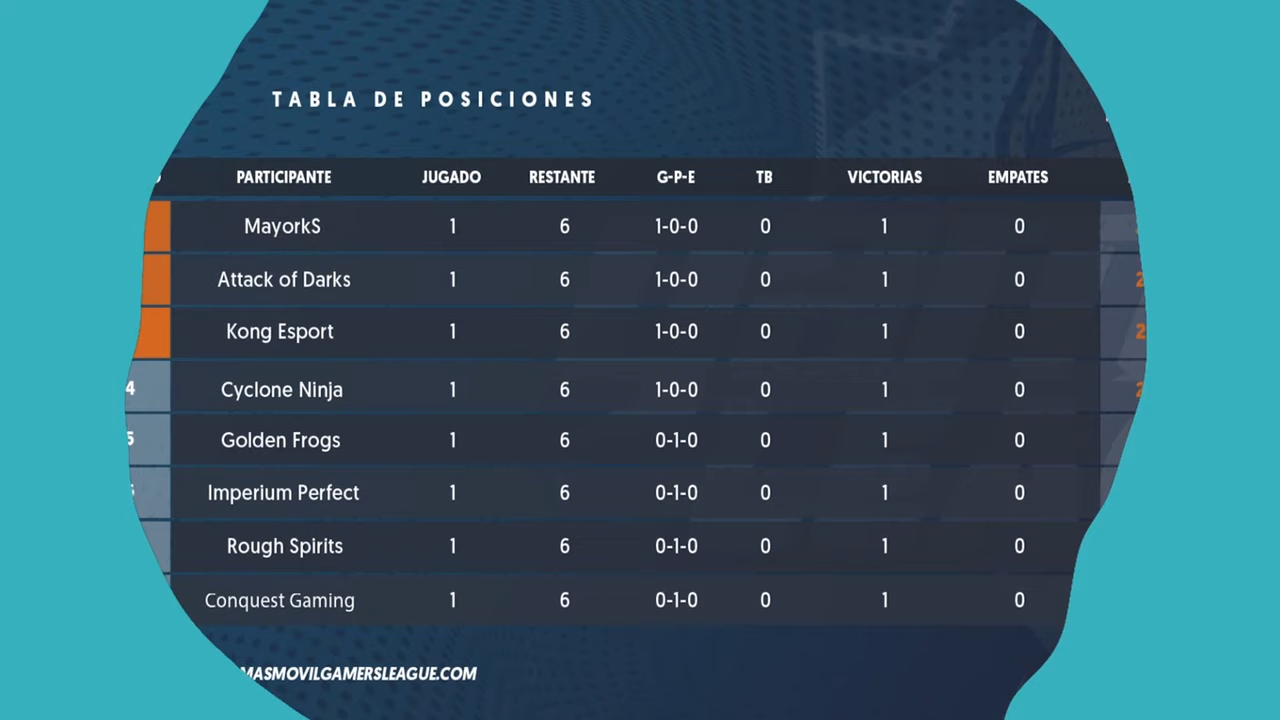 TABLA DE POSICIONES
PARTICIPANTE JUGADO RESTANTE G-P-E TB VICTORIAS EMPATES
MayorkS 1 6 1-0-0 0 1 0
Attack of Darks 1 6 1-0-0 0 1 0 2
Kong Esport 1 6 1-0-0 0 1 0 2
4 Cyclone Ninja 1 6 1-0-0 0 1 0 2
5 Golden Frogs 1 6 0-1-0 0 1 0
Imperium Perfect 1 6 0-1-0 0 1 0
Rough Spirits 1 6 0-1-0 0 1 0
Conquest Gaming 1 6 0-1-0 0 1 0
MASMOVILGAMERSLEAGUE.COM